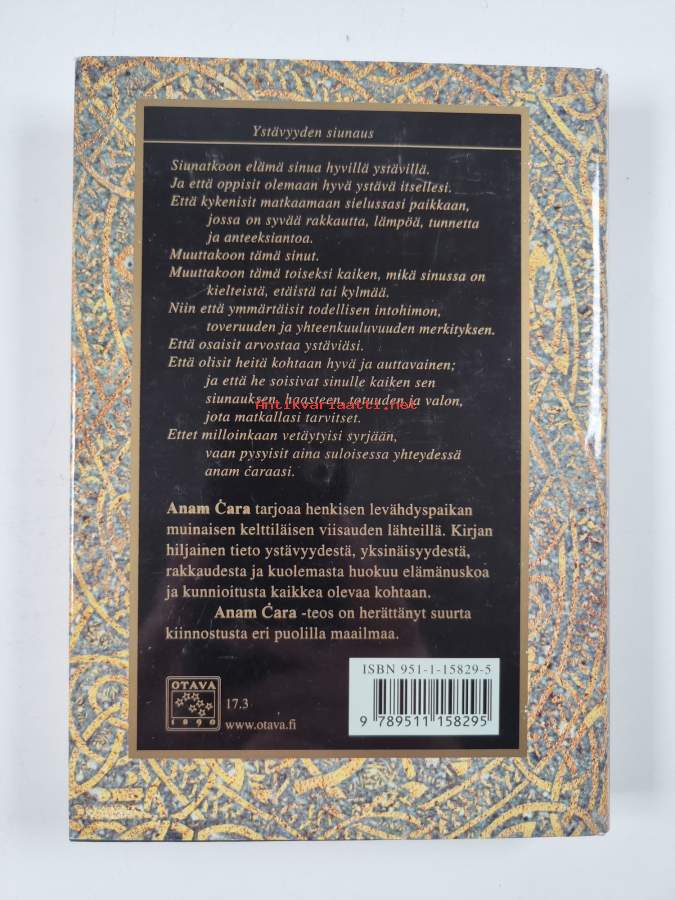 Ystävyyden siunaus
Siunatkoon elämä sinua hyvillä ystävillä.
Ja että oppisit olemaan hyvä ystävä itsellesi.
Että kykenisit matkaamaan sielussasi paikkaan,
jossa on syvää rakkautta, lämpöä, tunnetta
ja anteeksiantoa.
Muuttakoon tämä sinut.
Muuttakoon tämä toiseksi kaiken, mikä sinussa on
kielteistä, etäistä tai kylmää.
Niin että ymmärtäisit todellisen intohimon,
toveruuden ja yhteenkuuluvuuden merkityksen.
Että osaisit arvostaa ystäviäsi.
Että olisit heitä kohtaan hyvä ja auttavainen;
ja että he soisivat sinulle kaiken sen
siunauksen, haasteen, totuuden ja valon,
Antikvariaatti.net
jota matkallasi tarvitset.
Ettet milloinkaan vetäytyisi syrjään,
vaan pysyisit aina suloisessa yhteydessä
anam ċaraasi.
Anam Ċara tarjoaa henkisen levähdyspaikan
muinaisen kelttiläisen viisauden lähteillä. Kirjan
hiljainen tieto ystävyydestä, yksinäisyydestä,
rakkaudesta ja kuolemasta huokuu elämänuskoa
ja kunnioitusta kaikkea olevaa kohtaan.
Anam Ċara -teos on herättänyt suurta
kiinnostusta eri puolilla maailmaa.
ISBN 951-1-15829-5
OTAVA
1890
17.3
www.otava.fi
9 789511 158295